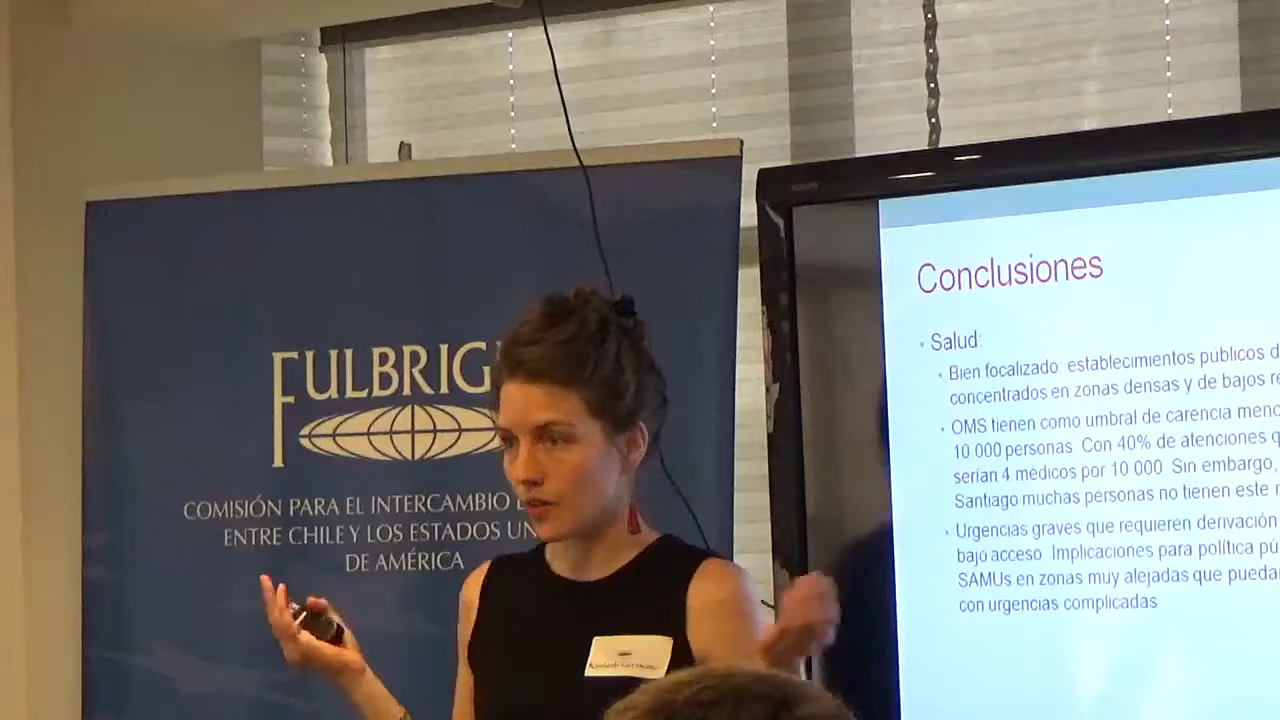 FULBRIG
COMISIÓN PARA EL INTERCAMBIO
ENTRE CHILE Y LOS ESTADOS UN
DE AMÉRICA
Conclusiones
Salud:
Bien focalizado establecimientos públicos d
concentrados en zonas densas y de bajos re
OMS tienen como umbral de carencia meno
10 000 personas Con 40% de atenciones q
serían 4 médicos por 10 000 Sin embargo,
Santiago muchas personas no tienen este
Urgencias graves que requieren derivación
bajo acceso Implicaciones para política pú
SAMUs en zonas muy alejadas que pueda
con urgencias complicadas